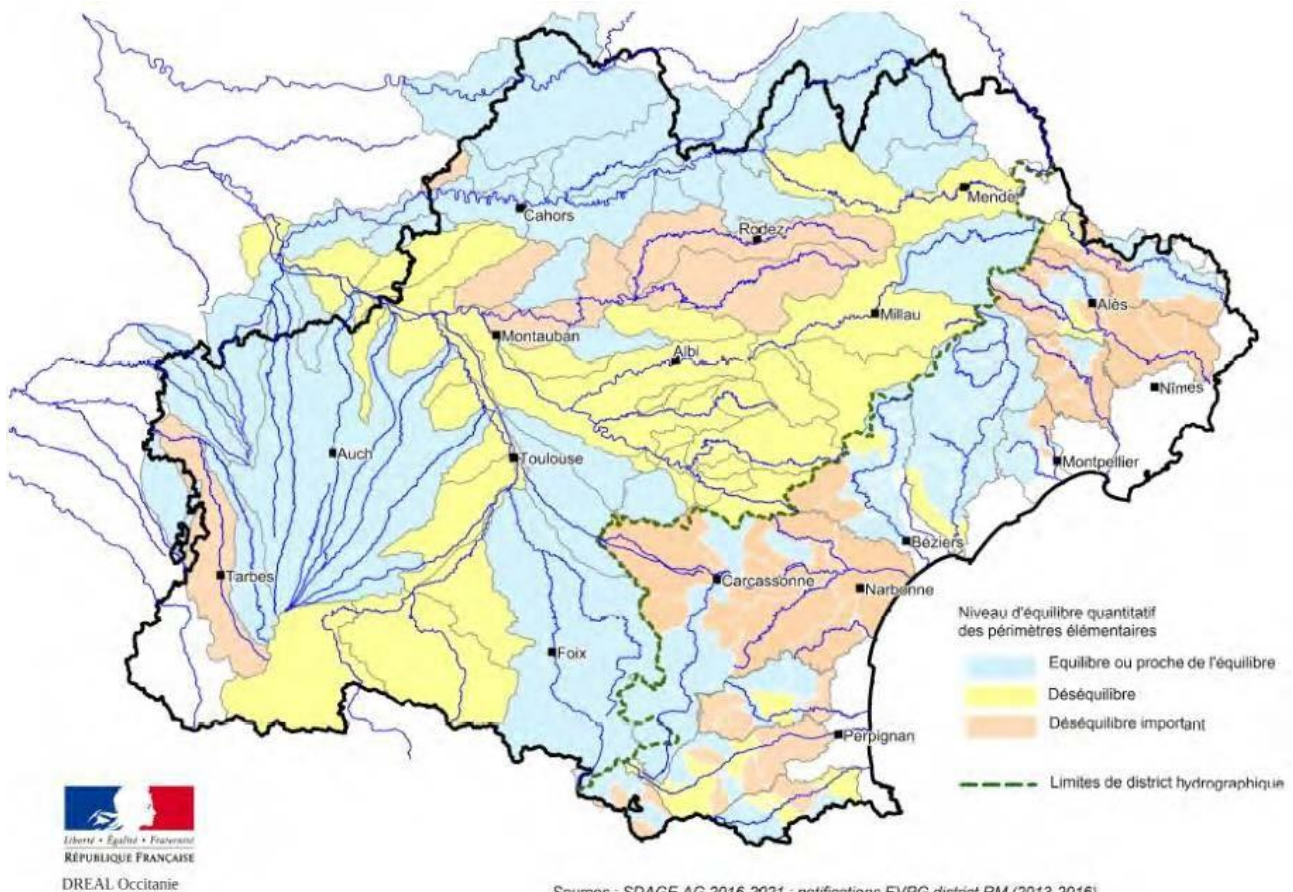 Mende
Cahors
Rodez
Alès
Millau
Montauban
Albi
Nîmes
Auch
Toulouse
Montpellier
Béziers
Tarbes
Carcassonne
Narbonne
Niveau d'équilibre quantitatif
des périmètres élémentaires
Foix
Equilibre ou proche de l'équilibre
Déséquilibre
Déséquilibre important
Perpignan
Limites de district hydrographique
Liberté • Égalité • Fraternité
RÉPUBLIQUE FRANÇAISE
DREAL Occitanie
Sources : SDAGE AG 2016-2021 ; notifications EVPG district RM (2013-2016)